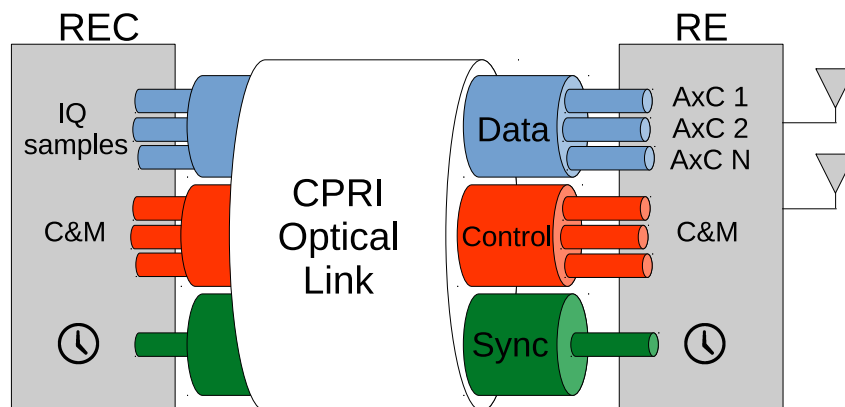 REC
RE
IQ
samples
C&M
CPRI
Optical
Link
Data
Control
Sync
AxC 1
AxC 2
AxC N
C&M